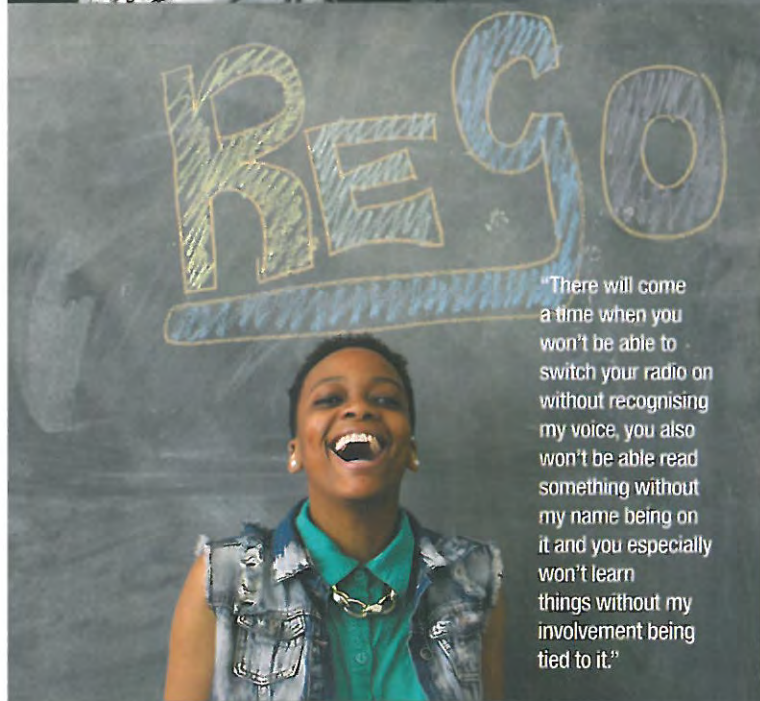 REGO
"There will come
a time when you
won't be able to
switch your radio on
without recognising
my voice, you also
won't be able read
something without
my name being on
it and you especially
won't learn
things without my
involvement being
tied to it."